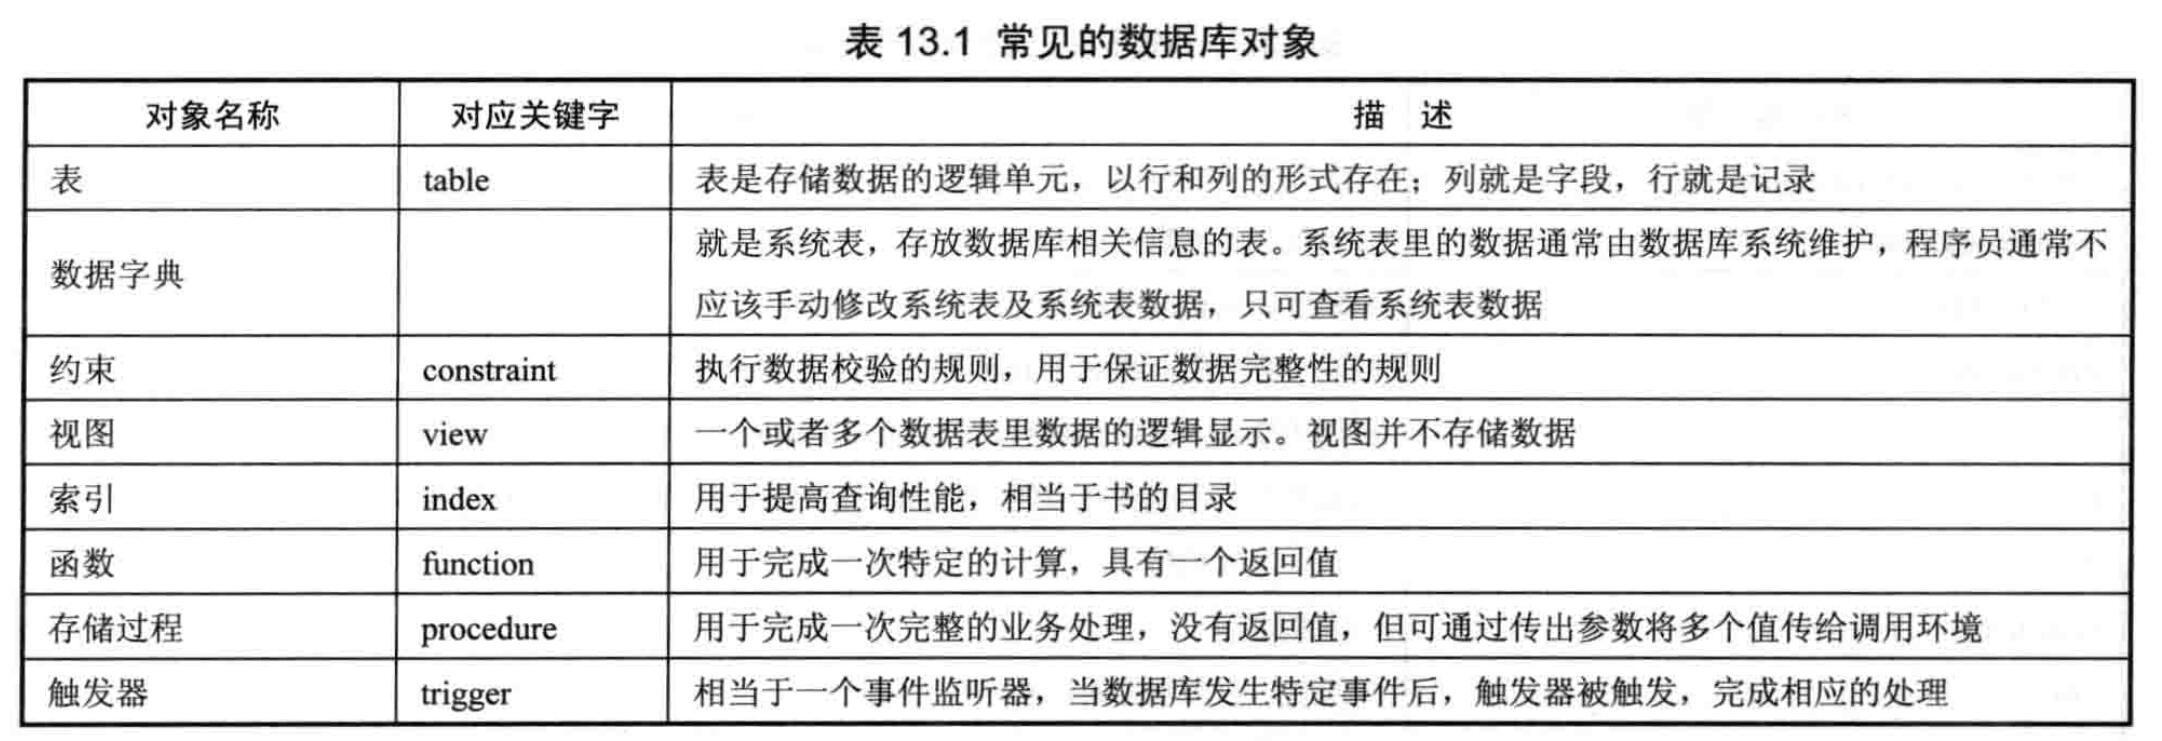 表 13.1 常见的数据库对象
对象名称 对应关键字 描 述
表 table 表是存储数据的逻辑单元，以行和列的形式存在；列就是字段，行就是记录
数据字典 就是系统表，存放数据库相关信息的表。系统表里的数据通常由数据库系统维护，程序员通常不
应该手动修改系统表及系统表数据，只可查看系统表数据
约束 constraint 执行数据校验的规则，用于保证数据完整性的规则
视图 view 一个或者多个数据表里数据的逻辑显示。视图并不存储数据
索引 index 用于提高查询性能，相当于书的目录
函数 function 用于完成一次特定的计算，具有一个返回值
存储过程 procedure 用于完成一次完整的业务处理，没有返回值，但可通过传出参数将多个值传给调用环境
触发器 trigger 相当于一个事件监听器，当数据库发生特定事件后，触发器被触发，完成相应的处理